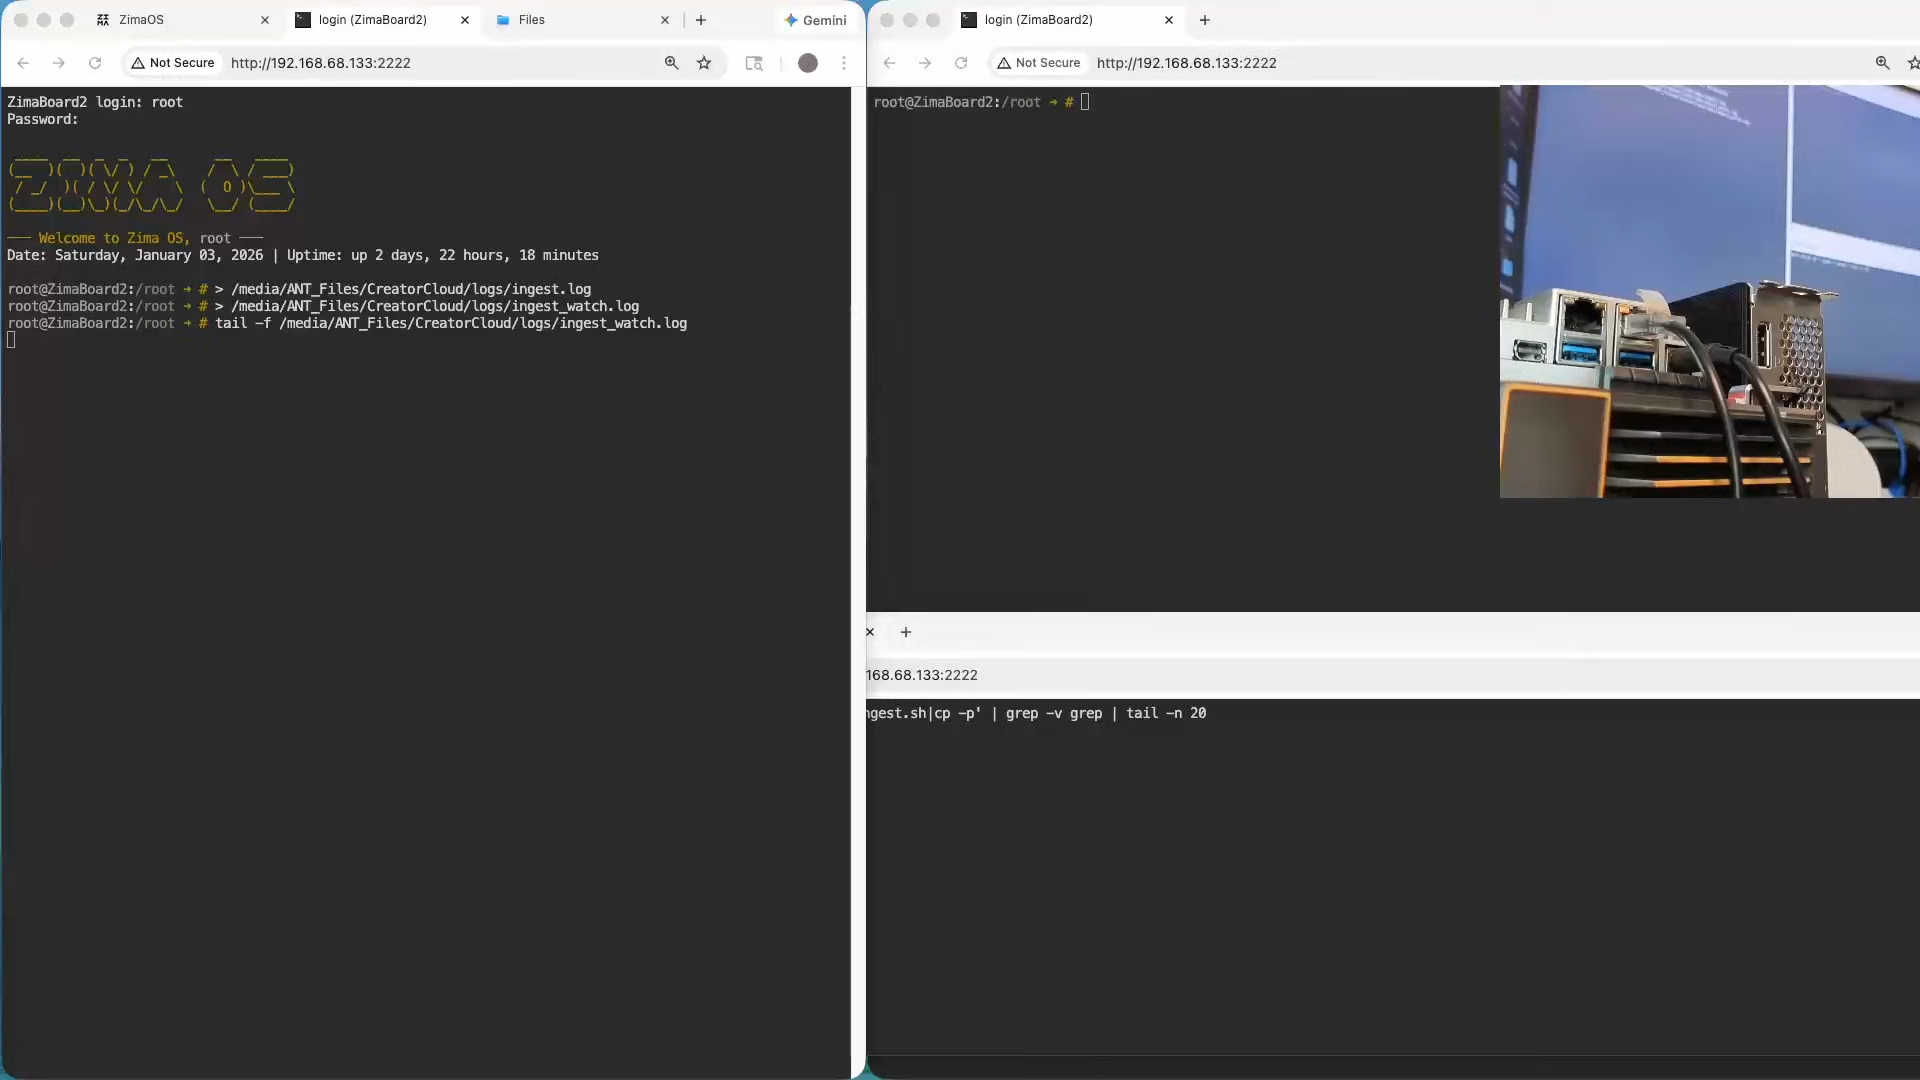 ZimaOS
login (ZimaBoard2)
Files
Gemini
Not Secure
http://192.168.68.133:2222
ZimaBoard2 login: root
Password:
ZIMA OS
Welcome to Zima OS, root
Date: Saturday, January 03, 2026 | Uptime: up 2 days, 22 hours, 18 minutes
root@ZimaBoard2:/root → # > /media/ANT_Files/CreatorCloud/logs/ingest.log
root@ZimaBoard2:/root → # > /media/ANT_Files/CreatorCloud/logs/ingest_watch.log
root@ZimaBoard2:/root → # tail -f /media/ANT_Files/CreatorCloud/logs/ingest_watch.log
login (ZimaBoard2)
Not Secure
http://192.168.68.133:2222
root@ZimaBoard2:/root → #
168.68.133:2222
ngest.sh|cp -p' | grep -v grep | tail -n 20